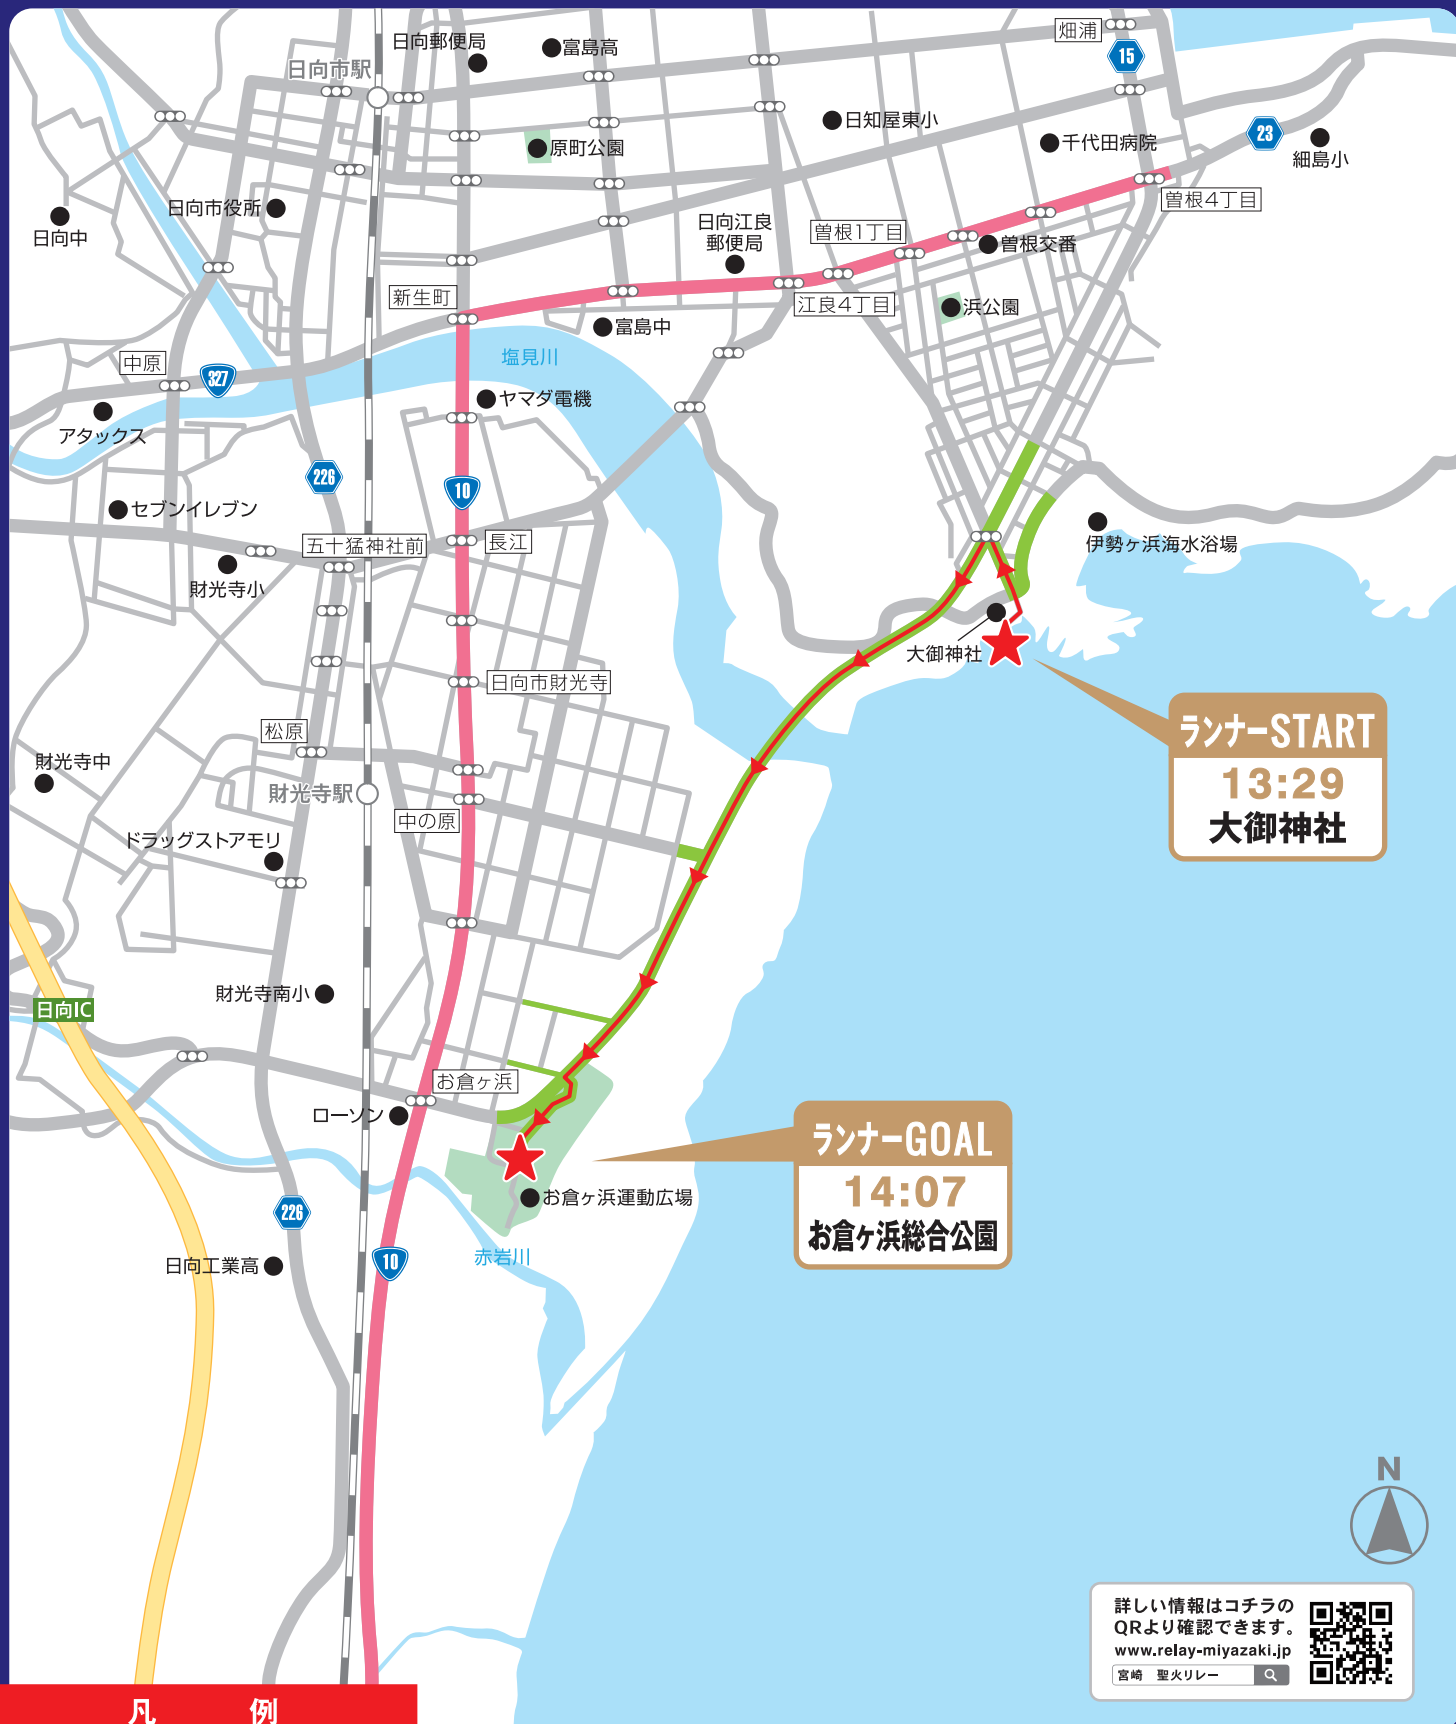 日向郵便局
富島高
畑浦
15
日向市駅
日知屋東小
23
千代田病院
細島小
原町公園
曽根4丁目
日向市役所
日向中
日向江良
郵便局
曽根1丁目
曽根交番
新生町
江良4丁目
浜公園
富島中
塩見川
中原
327
ヤマダ電機
アタックス
226
10
セブンイレブン
五十猛神社前
長江
伊勢ヶ浜海水浴場
財光寺小
大御神社
日向市財光寺
ランナーSTART
13:29
大御神社
松原
財光寺中
財光寺駅
中の原
ドラッグストアモリ
財光寺南小
日向IC
お倉ヶ浜
ローソン
ランナーGOAL
14:07
お倉ヶ浜総合公園
お倉ヶ浜運動広場
226
赤岩川
日向工業高
10
N
詳しい情報はコチラの
QRより確認できます。
www.relay-miyazaki.jp
宮崎 聖火リレー
凡例